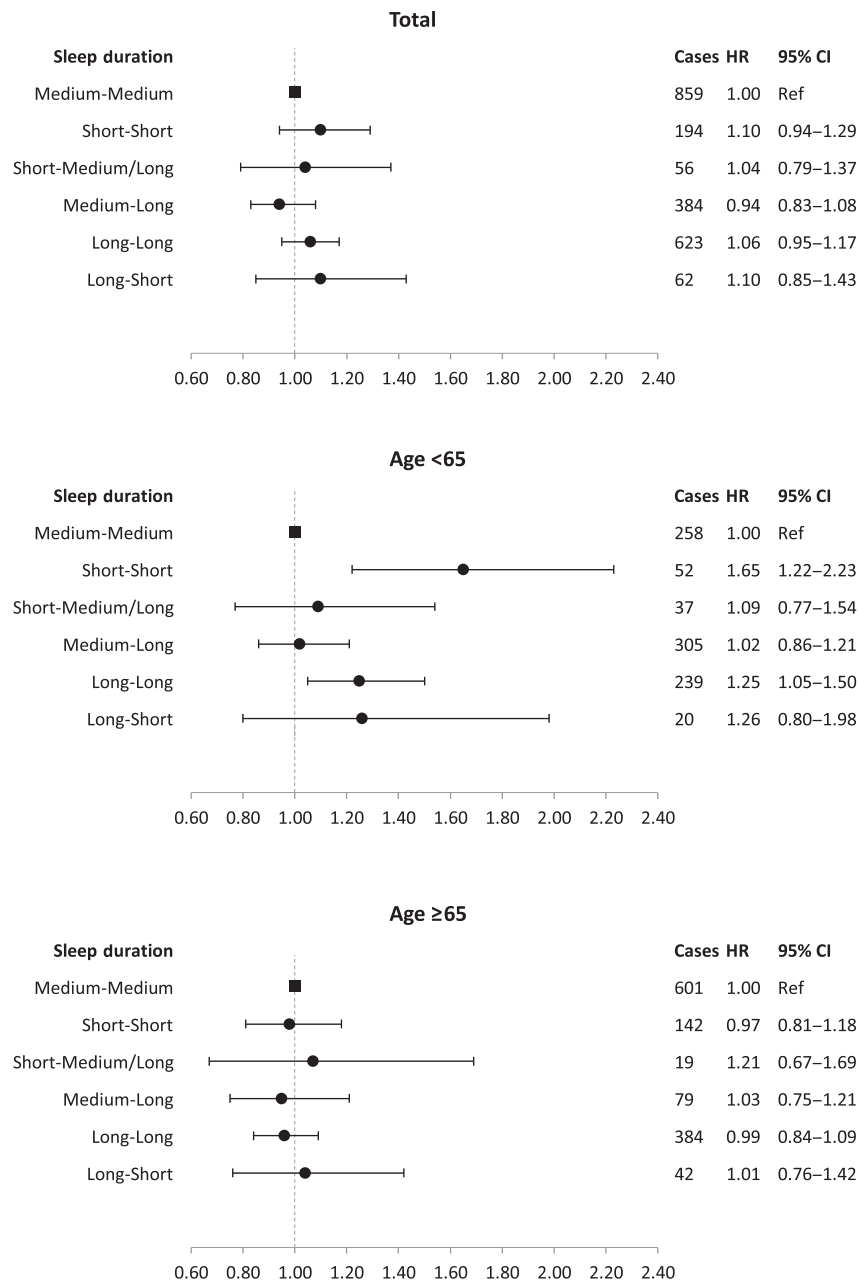 Total
Sleep duration Cases HR 95% CI
Medium-Medium 859 1.00 Ref
Short-Short 194 1.10 0.94–1.29
Short-Medium/Long 56 1.04 0.79–1.37
Medium-Long 384 0.94 0.83–1.08
Long-Long 623 1.06 0.95–1.17
Long-Short 62 1.10 0.85–1.43
0.60 0.80 1.00 1.20 1.40 1.60 1.80 2.00 2.20 2.40
Age <65
Sleep duration Cases HR 95% CI
Medium-Medium 258 1.00 Ref
Short-Short 52 1.65 1.22–2.23
Short-Medium/Long 37 1.09 0.77–1.54
Medium-Long 305 1.02 0.86–1.21
Long-Long 239 1.25 1.05–1.50
Long-Short 20 1.26 0.80–1.98
0.60 0.80 1.00 1.20 1.40 1.60 1.80 2.00 2.20 2.40
Age ≥65
Sleep duration Cases HR 95% CI
Medium-Medium 601 1.00 Ref
Short-Short 142 0.97 0.81–1.18
Short-Medium/Long 19 1.21 0.67–1.69
Medium-Long 79 1.03 0.75–1.21
Long-Long 384 0.99 0.84–1.09
Long-Short 42 1.01 0.76–1.42
0.60 0.80 1.00 1.20 1.40 1.60 1.80 2.00 2.20 2.40